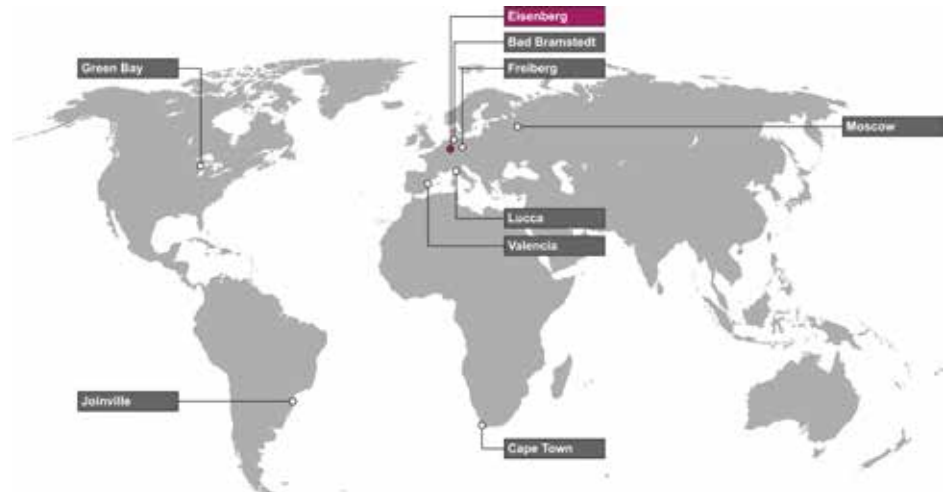 Eisenberg
Bad Bramstedt
Green Bay
Freiberg
Moscow
Lucca
Valencia
Joinville
Cape Town